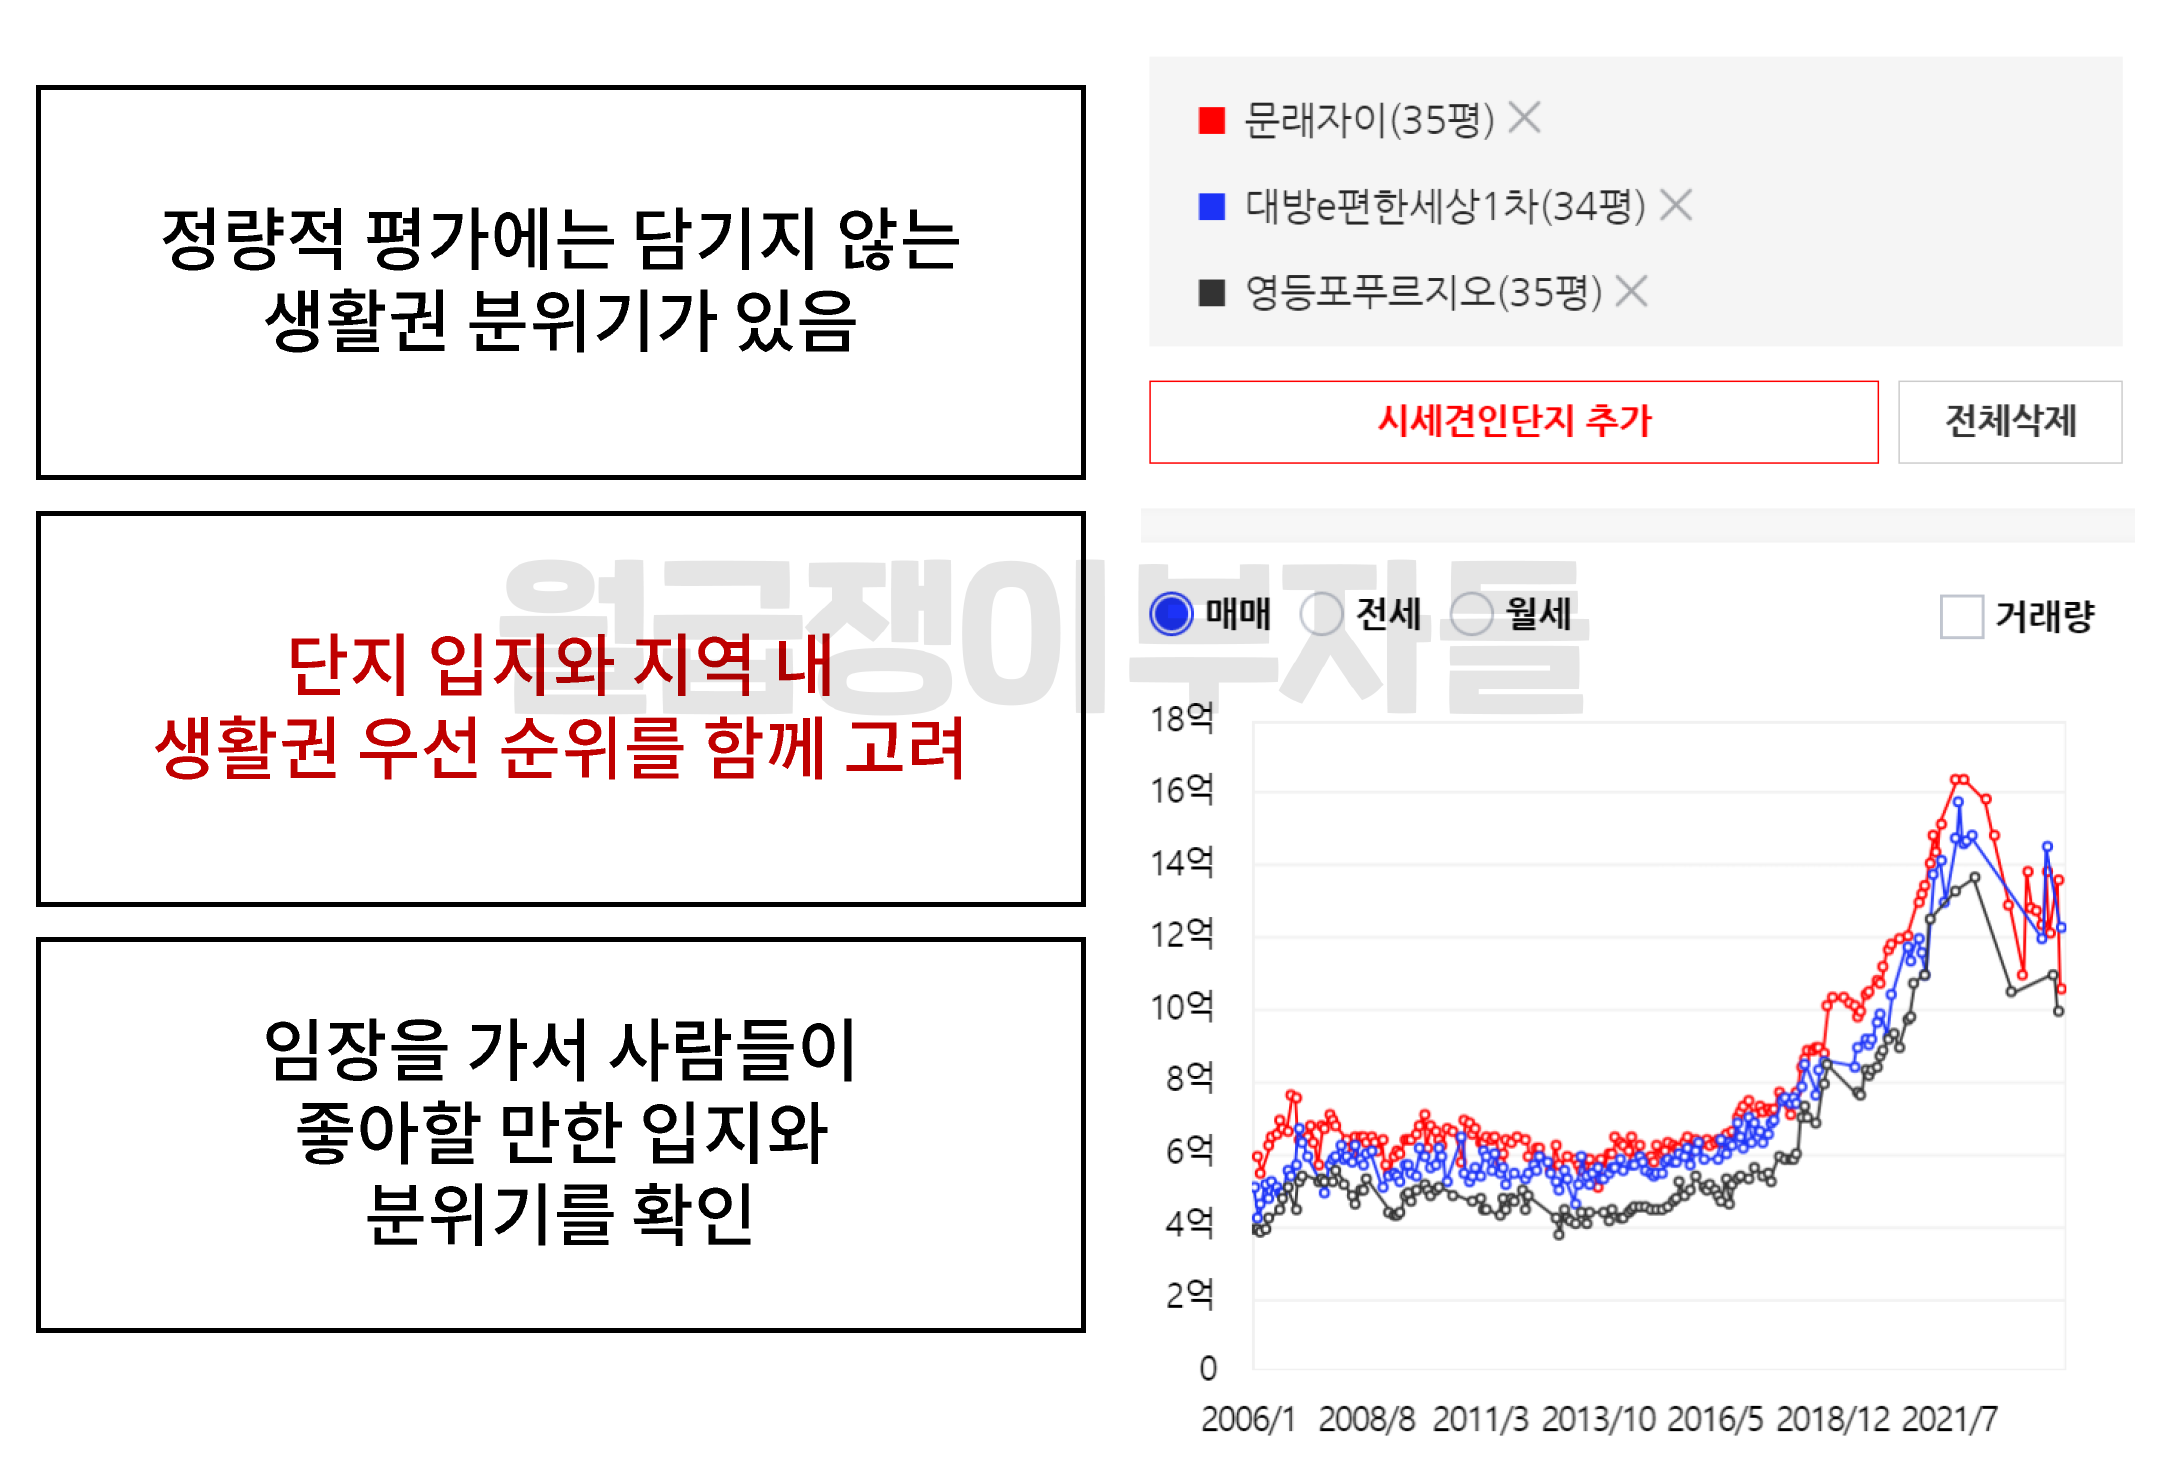 정량적 평가에는 담기지 않는
생활권 분위기가 있음
단지 입지와 지역 내
생활권 우선 순위를 함께 고려
임장을 가서 사람들이
좋아할 만한 입지와
분위기를 확인
문래자이(35평)
대방e편한세상1차(34평)
영등포푸르지오(35평)
시세견인단지 추가 전체삭제
월급쟁이부자들
매매 전세 월세 거래량
18억
16억
14억
12억
10억
8억
6억
4억
2억
0
2006/1 2008/8 2011/3 2013/10 2016/5 2018/12 2021/7